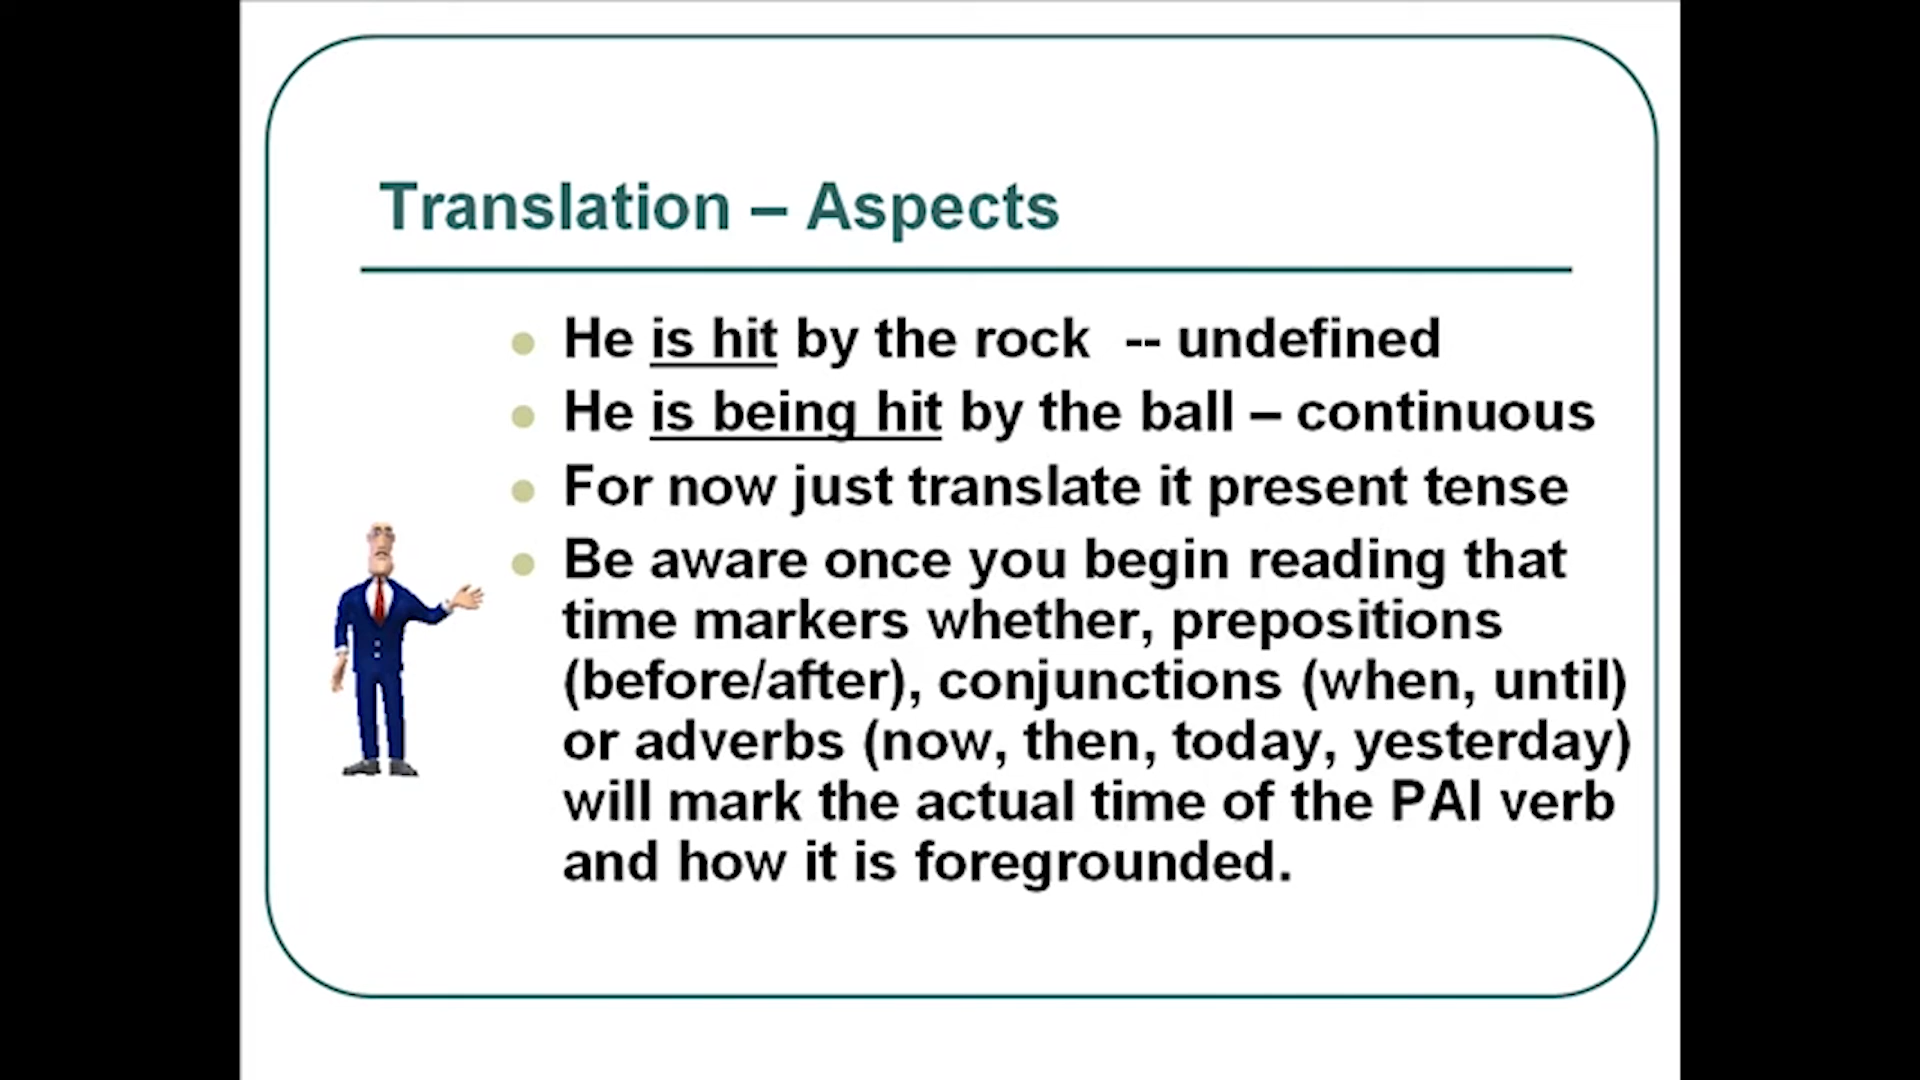 Translation – Aspects
He is hit by the rock -- undefined
He is being hit by the ball – continuous
For now just translate it present tense
Be aware once you begin reading that
time markers whether, prepositions
(before/after), conjunctions (when, until)
or adverbs (now, then, today, yesterday)
will mark the actual time of the PAI verb
and how it is foregrounded.